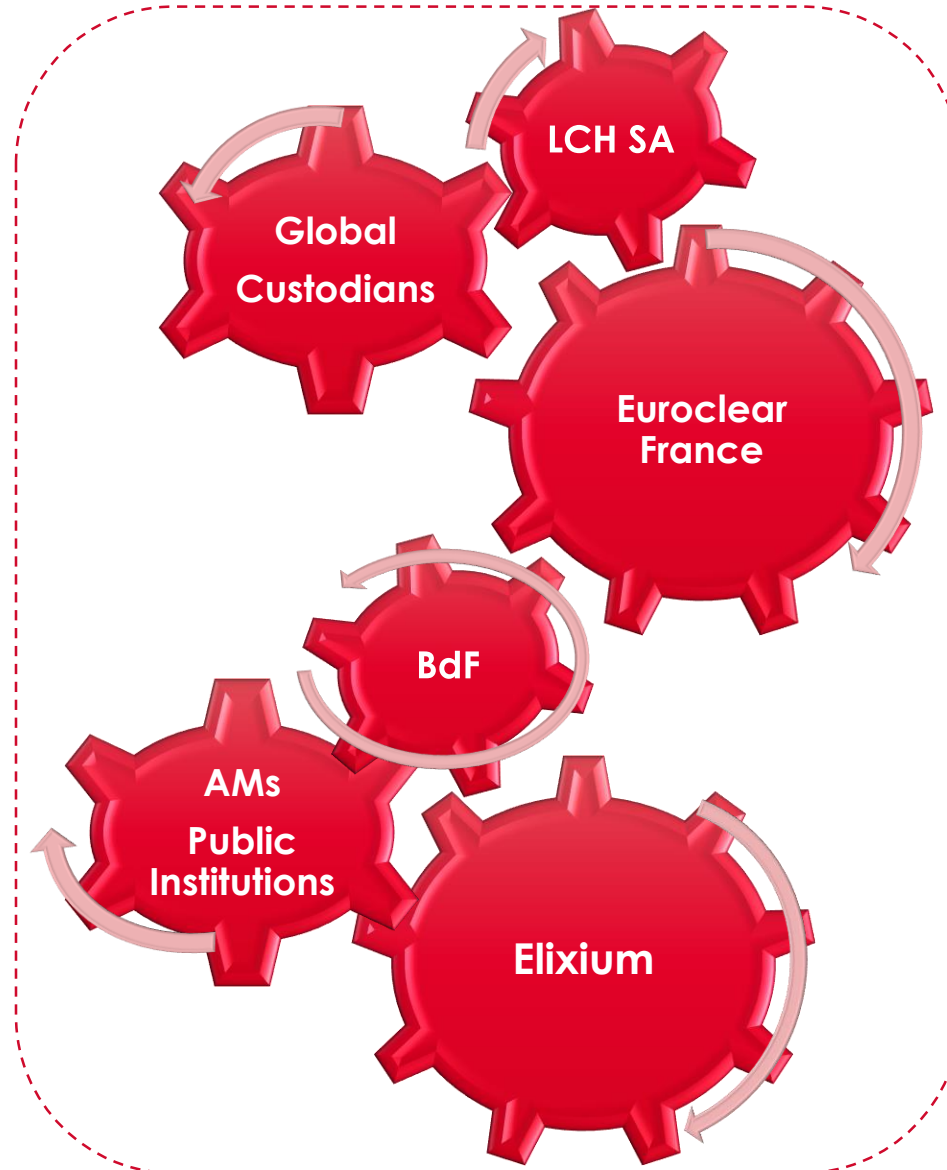 LCH SA
Global
Custodians
Euroclear
France
BdF
AMs
Public
Institutions
Elixium